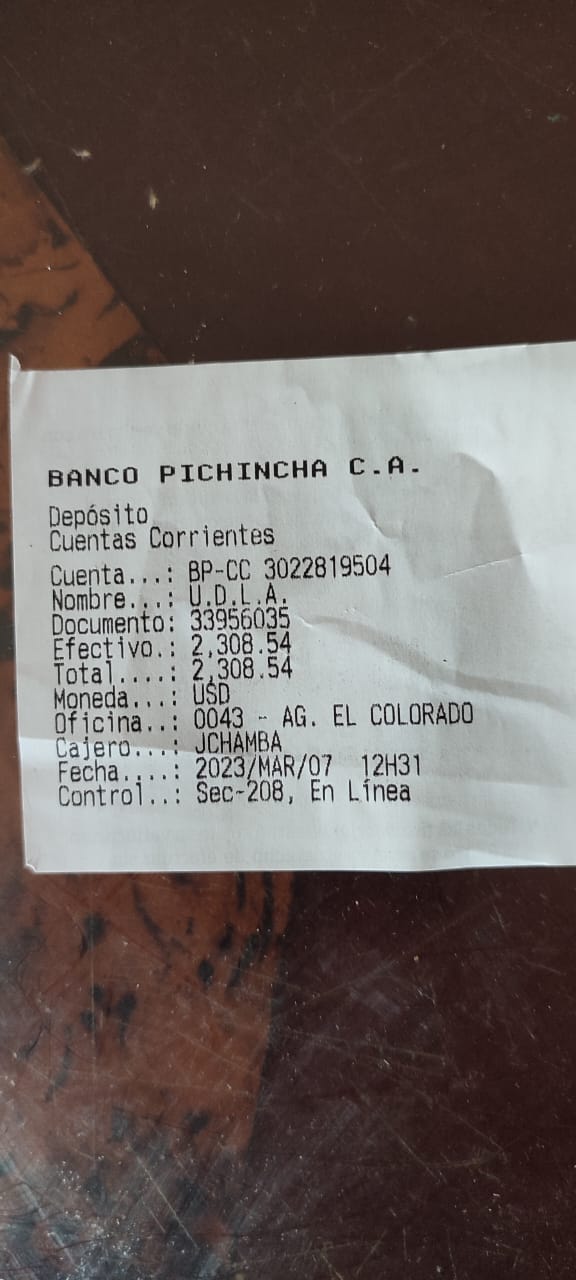 BANCO PICHINCHA C.A.
Depósito
Cuentas Corrientes
Cuenta...: BP-CC 3022819504
Nombre...: U.D.L.A.
Documento: 33956035
Efectivo.: 2,308.54
Total....: 2,308.54
Moneda...: USD
Oficina..: 0043 - AG. EL COLORADO
Cajero...: JCHAMBA
Fecha....: 2023/MAR/07 12H31
Control..: Sec-208, En Línea